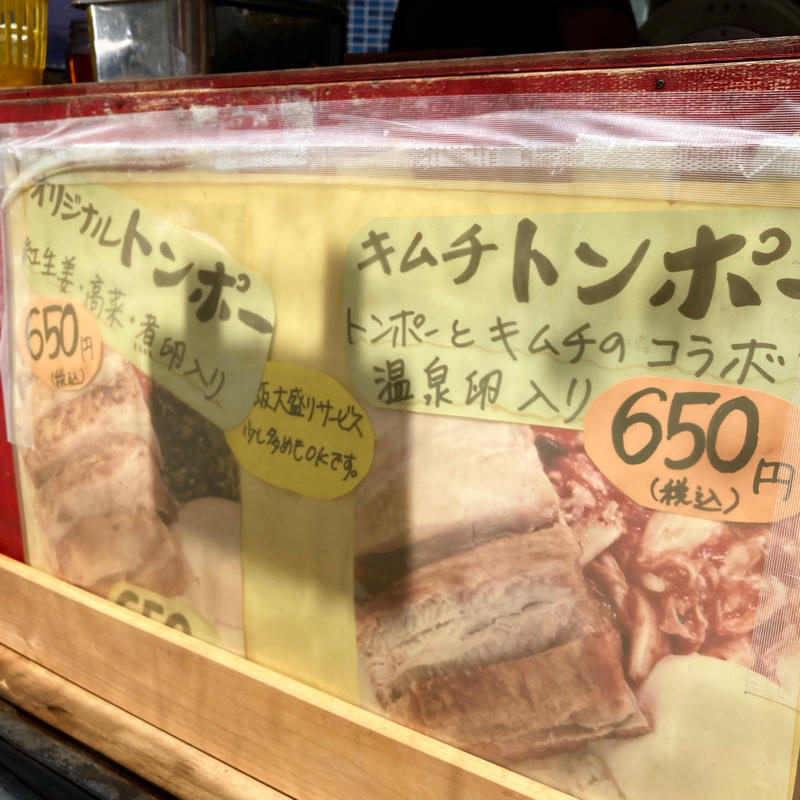 オリジナルトンポー
紅生姜・高菜・煮卵入り
650円
(税込)
飯大盛りサービス
少し多めもOKです。
650
キムチトンポー
トンポーとキムチのコラボ
温泉卵 入り
650円
(税込)